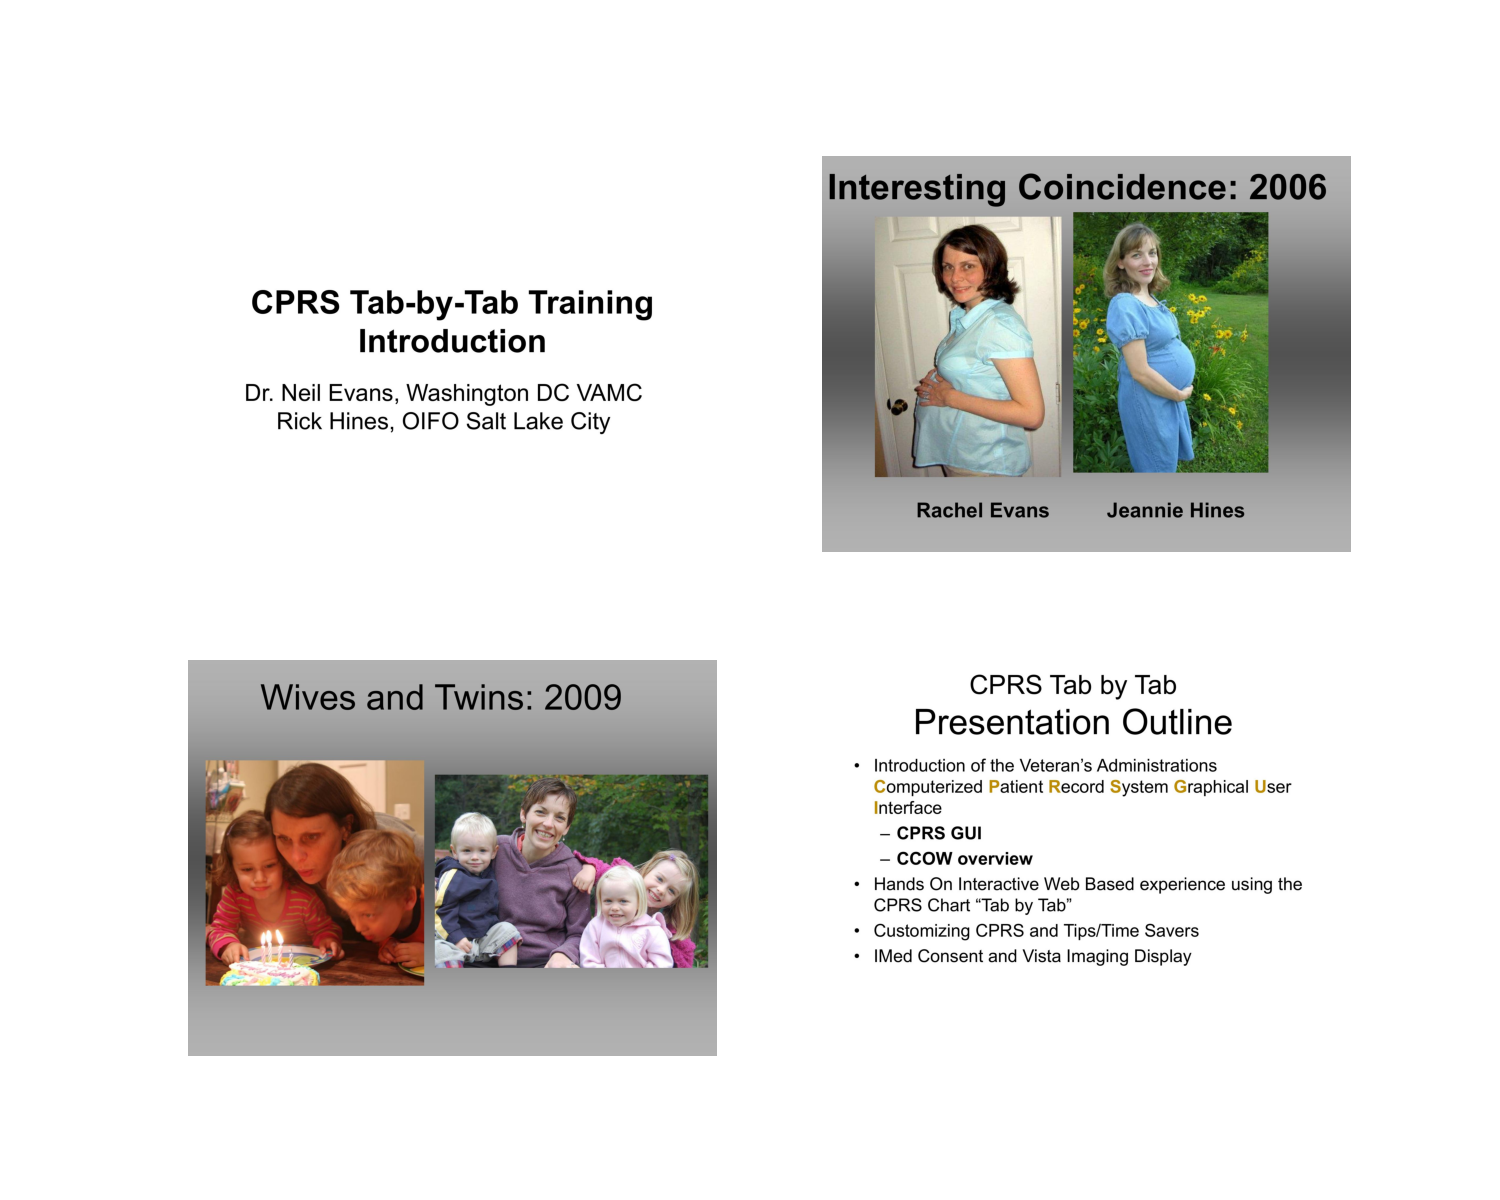 CPRS Tab-by-Tab Training
Introduction
Dr. Neil Evans, Washington DC VAMC
Rick Hines, OIFO Salt Lake City
Interesting Coincidence: 2006
Rachel Evans
Jeannie Hines
Wives and Twins: 2009
CPRS Tab by Tab
Presentation Outline
• Introduction of the Veteran’s Administrations
Computerized Patient Record System Graphical User
Interface
– CPRS GUI
– CCOW overview
• Hands On Interactive Web Based experience using the
CPRS Chart “Tab by Tab”
• Customizing CPRS and Tips/Time Savers
• IMed Consent and Vista Imaging Display